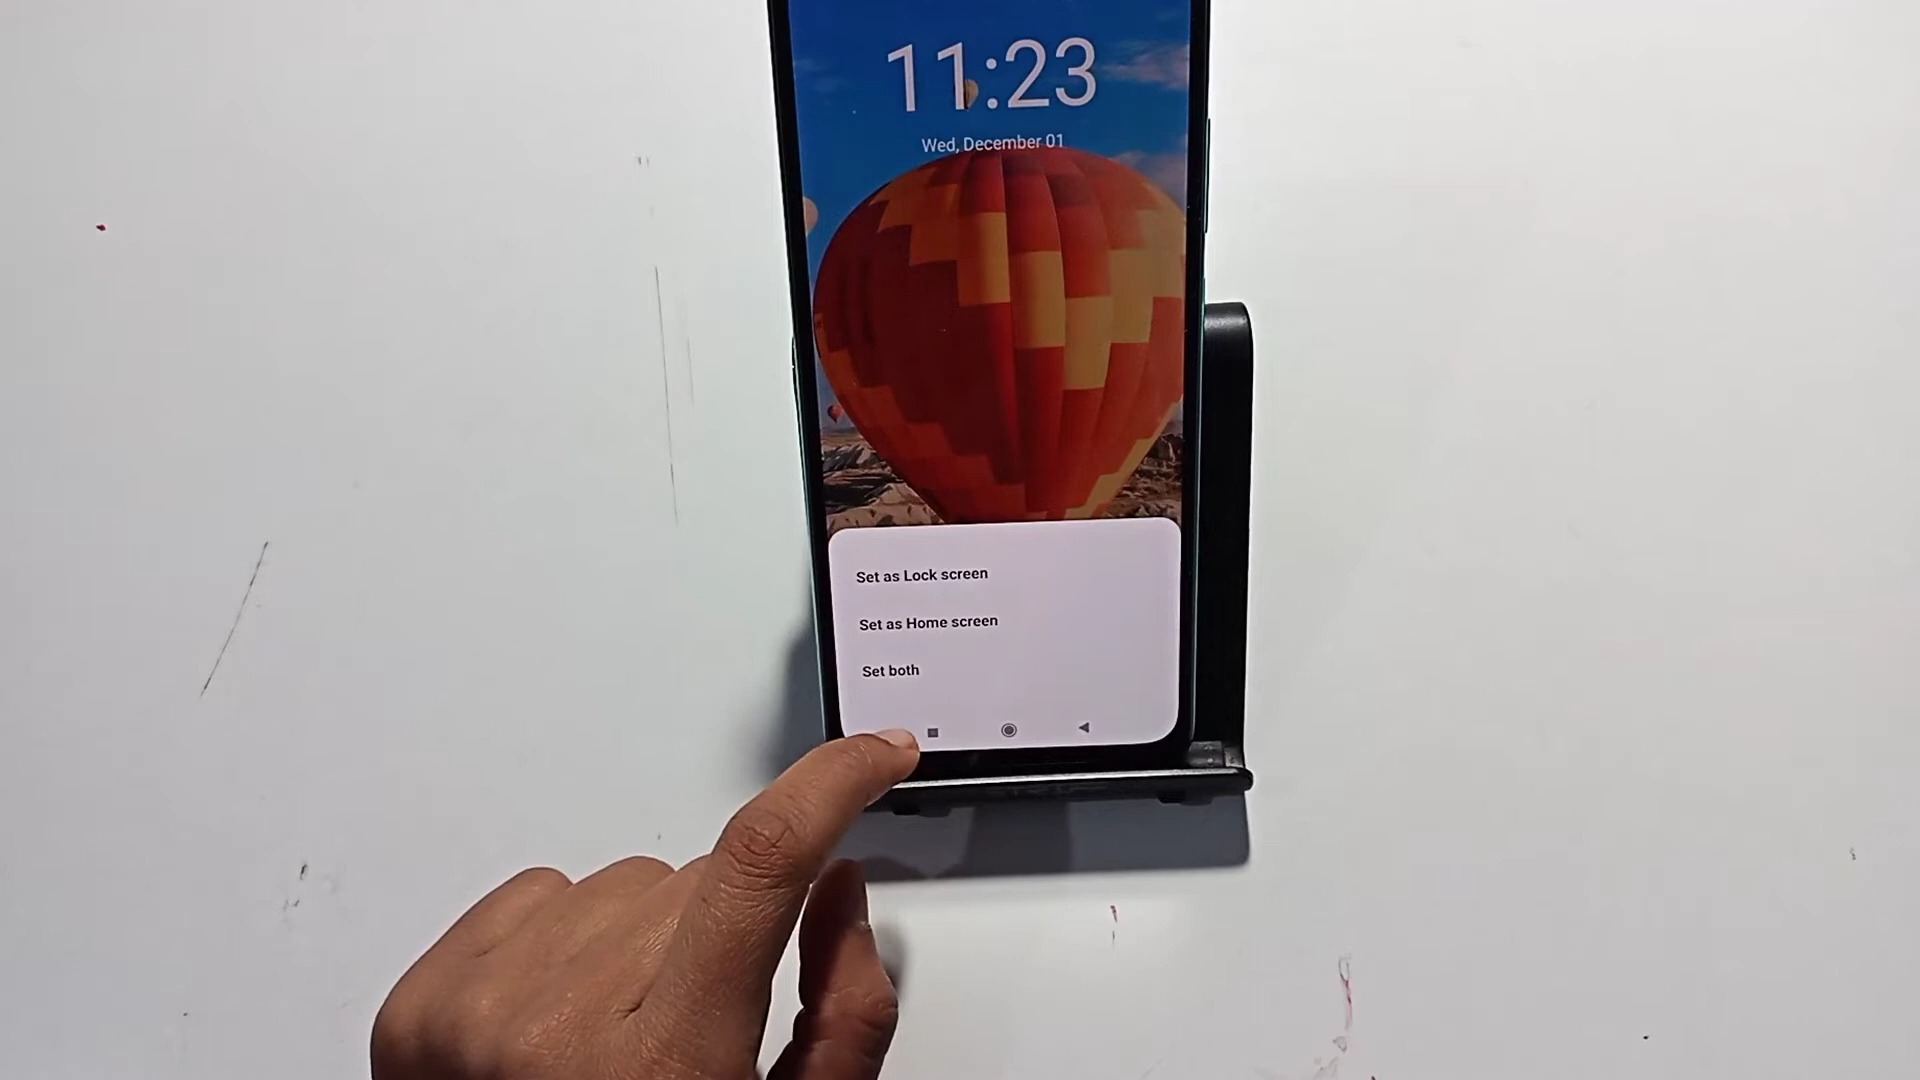 11:23
Wed, December 01
Set as Lock screen
Set as Home screen
Set both